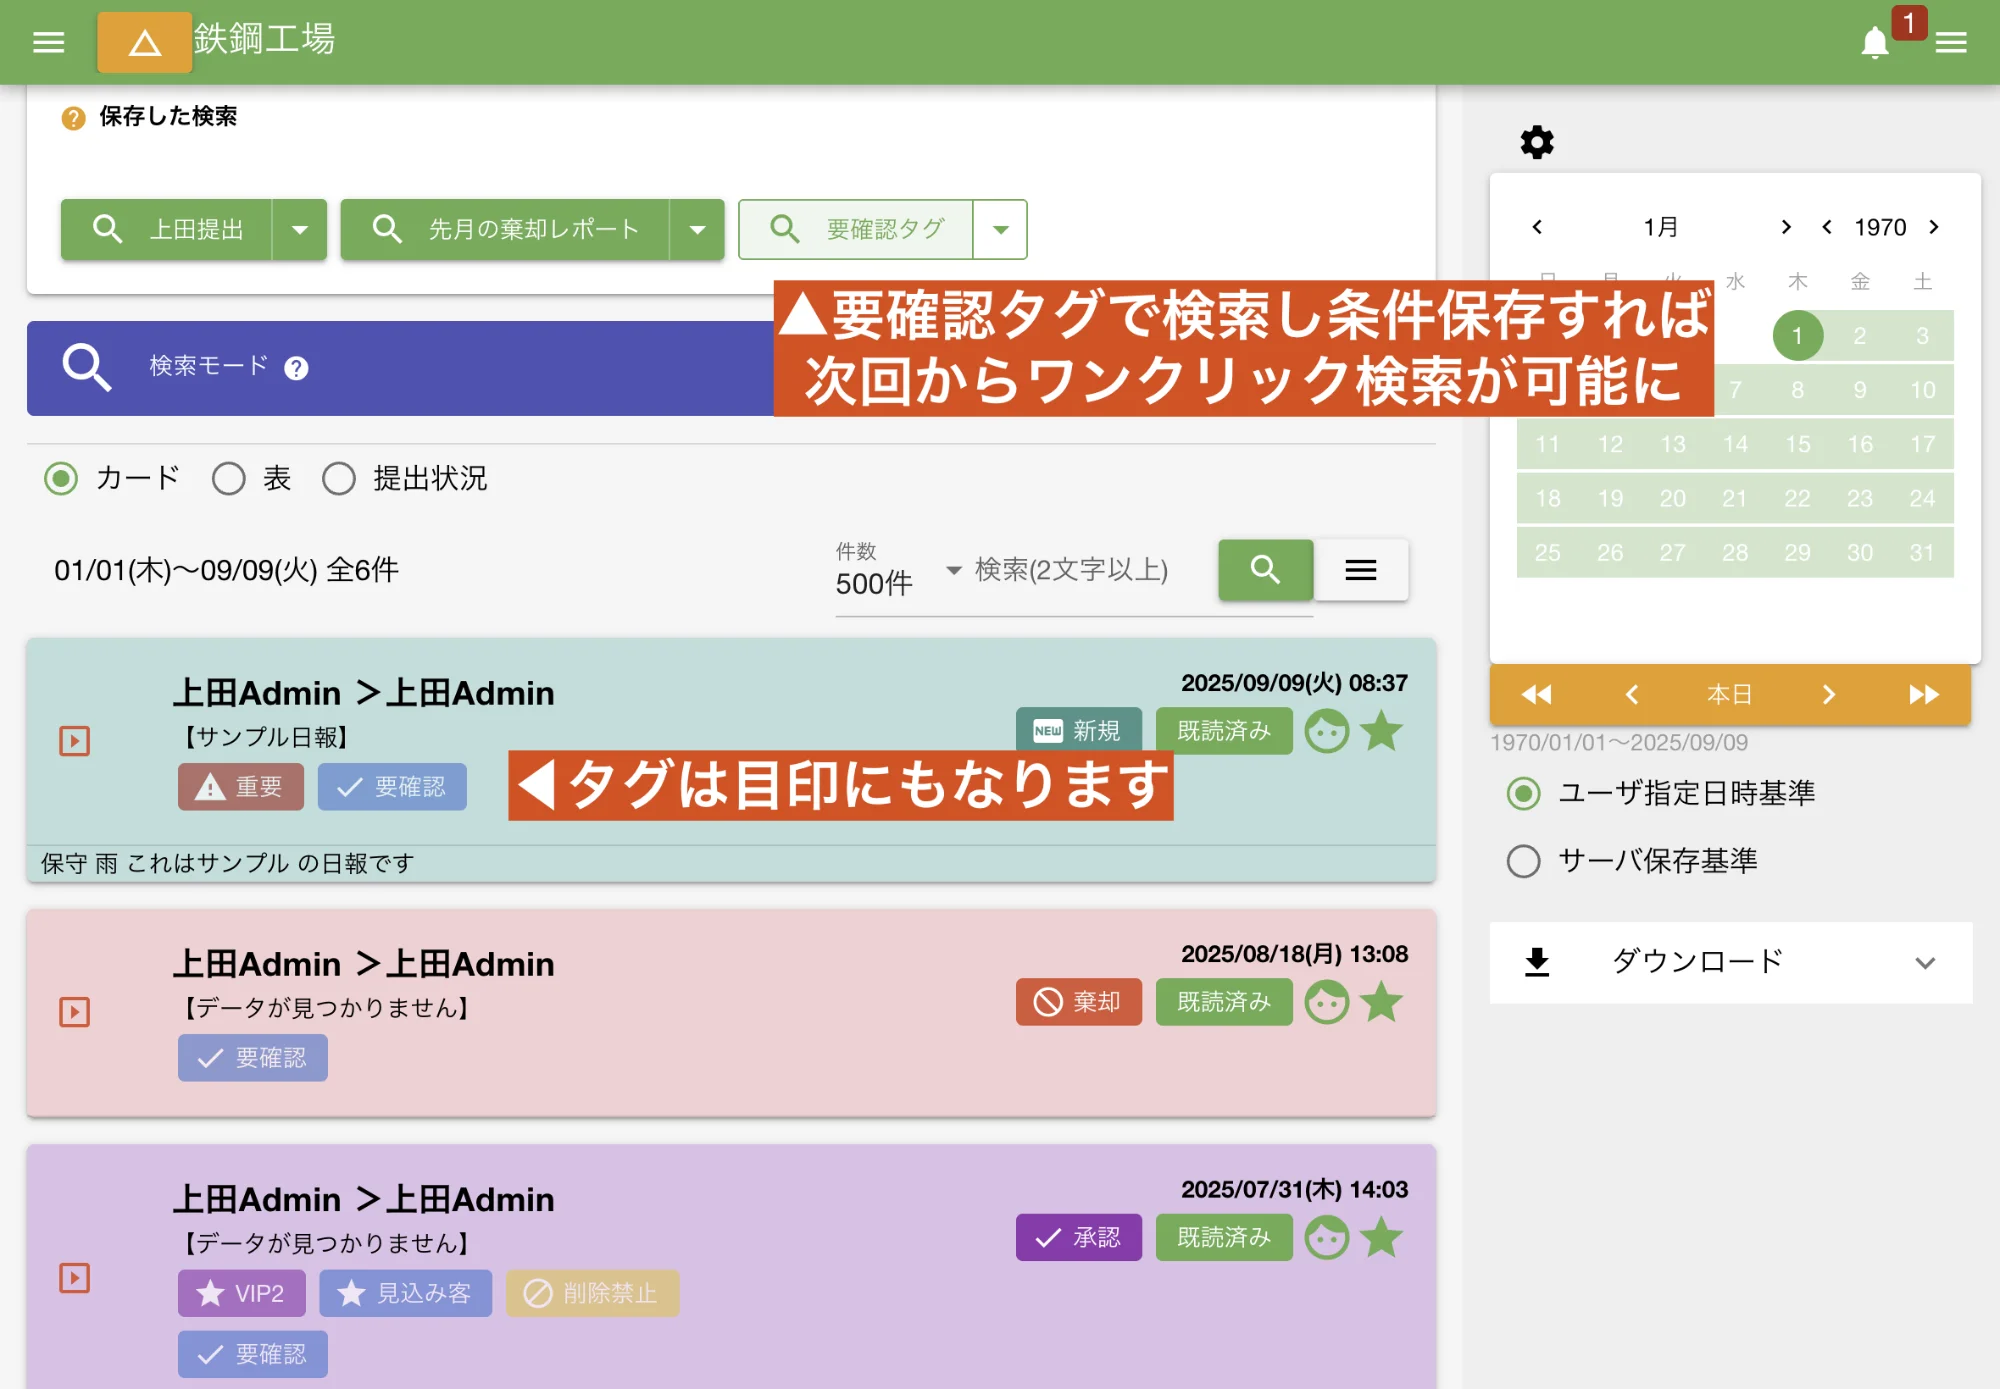 鉄鋼工場
1
保存した検索
上田提出
先月の棄却レポート
要確認タグ
▲要確認タグで検索し条件保存すれば
次回からワンクリック検索が可能に
検索モード
カード 表 提出状況
01/01(木)〜09/09(火) 全6件
件数
500件
検索(2文字以上)
上田Admin ＞上田Admin
2025/09/09(火) 08:37
【サンプル日報】
NEW 新規
既読済み
重要
要確認
◀タグは目印にもなります
保守 雨 これはサンプル の日報です
上田Admin ＞上田Admin
2025/08/18(月) 13:08
【データが見つかりません】
棄却
既読済み
要確認
上田Admin ＞上田Admin
2025/07/31(木) 14:03
【データが見つかりません】
承認
既読済み
VIP2
見込み客
削除禁止
要確認
1月 1970
日 月 火 水 木 金 土
1 2 3
7 8 9 10
11 12 13 14 15 16 17
18 19 20 21 22 23 24
25 26 27 28 29 30 31
本日
1970/01/01〜2025/09/09
ユーザ指定日時基準
サーバ保存基準
ダウンロード